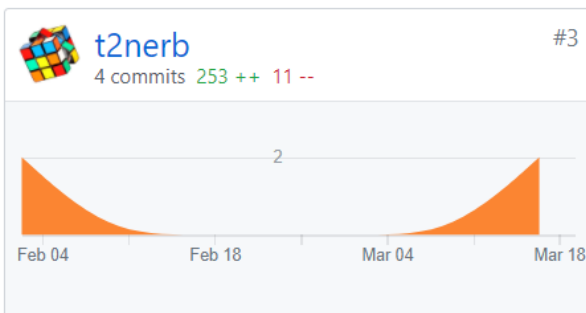 t2nerb
#3
4 commits 253 ++ 11 --
2
Feb 04 Feb 18 Mar 04 Mar 18